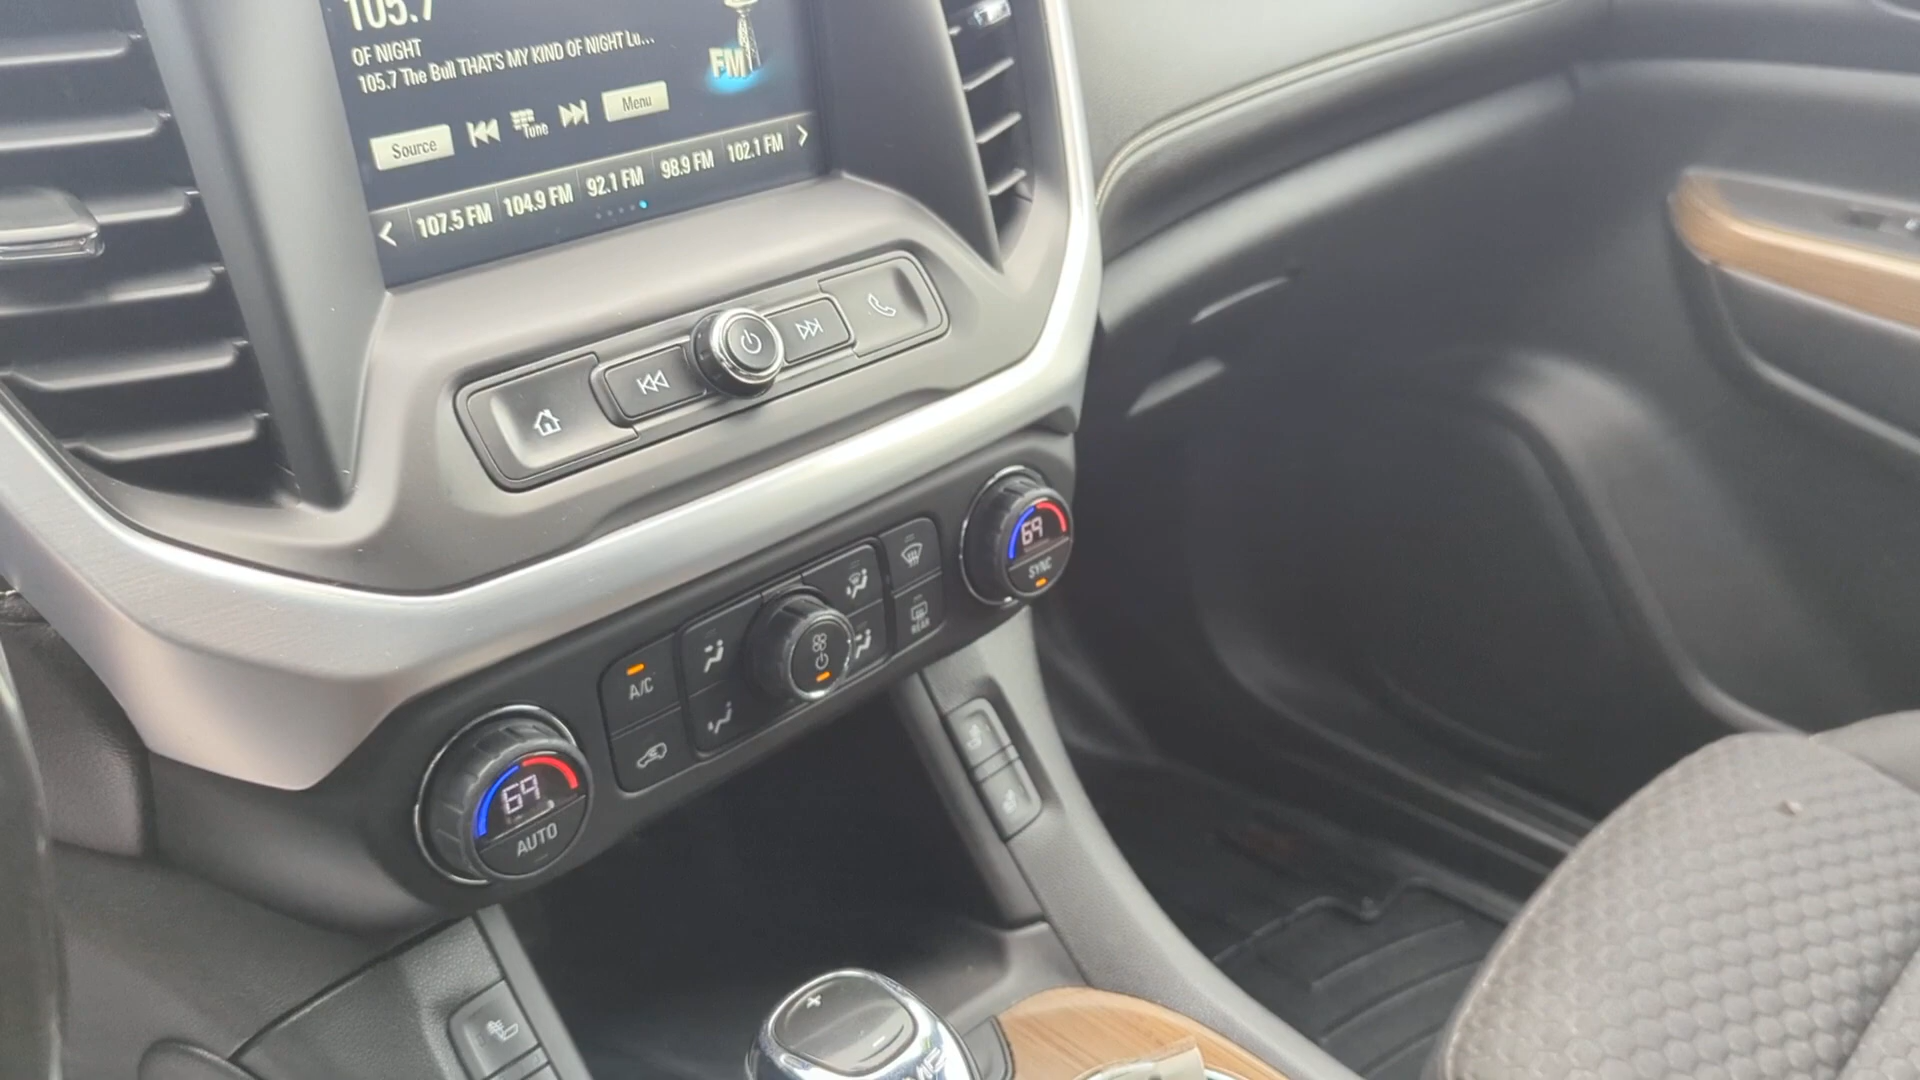 105.7
OF NIGHT
105.7 The Bull THAT'S MY KIND OF NIGHT Lu...
FM
Source
Tune
Menu
107.5 FM 104.9 FM 92.1 FM 98.9 FM 102.1 FM
69
SYNC
REAR
A/C
69
AUTO